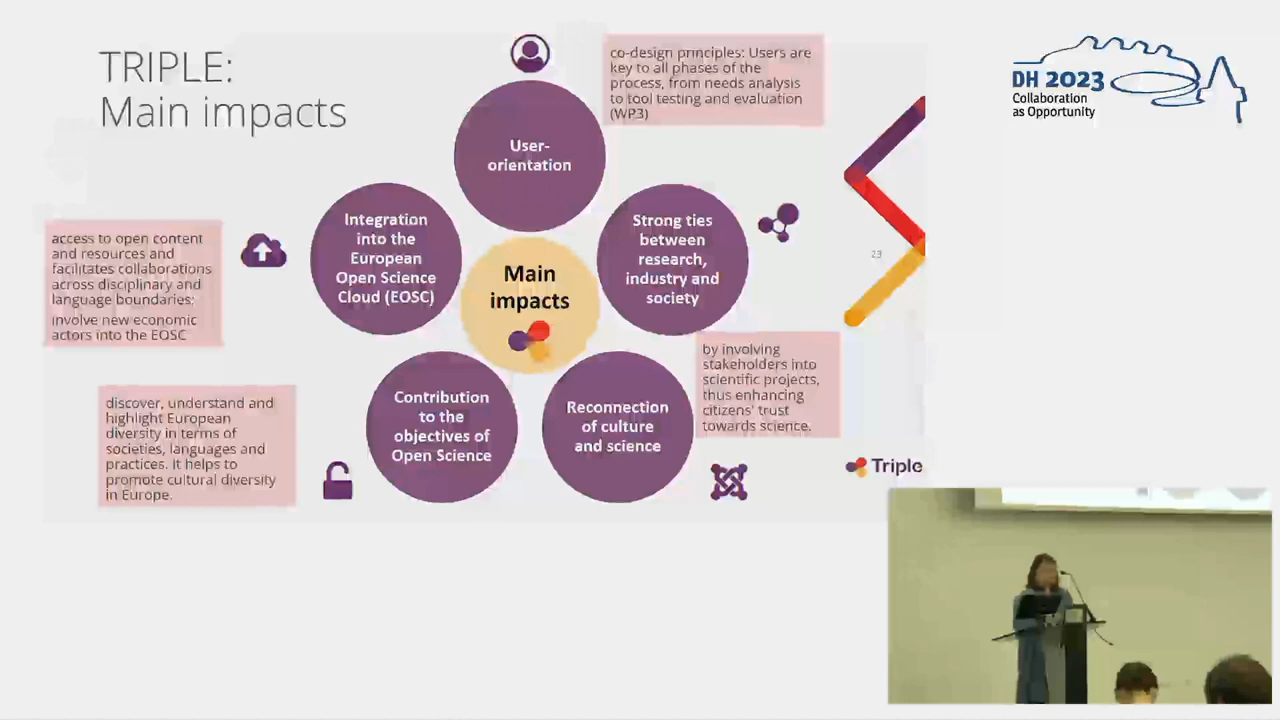 TRIPLE:
Main impacts
co-design principles: Users are
key to all phases of the
process, from needs analysis
to tool testing and evaluation
(WP3)
DH 2023
Collaboration
as Opportunity
User-
orientation
Integration
into the
European
Open Science
Cloud (EOSC)
Strong ties
between
research,
industry and
society
23
access to open content
and resources and
facilitates collaborations
across disciplinary and
language boundaries;
involve new economic
actors into the EOSC
Main
impacts
by involving
stakeholders into
scientific projects,
thus enhancing
citizens' trust
towards science.
Contribution
to the
objectives of
Open Science
Reconnection
of culture
and science
discover, understand and
highlight European
diversity in terms of
societies, languages and
practices. It helps to
promote cultural diversity
in Europe.
Triple